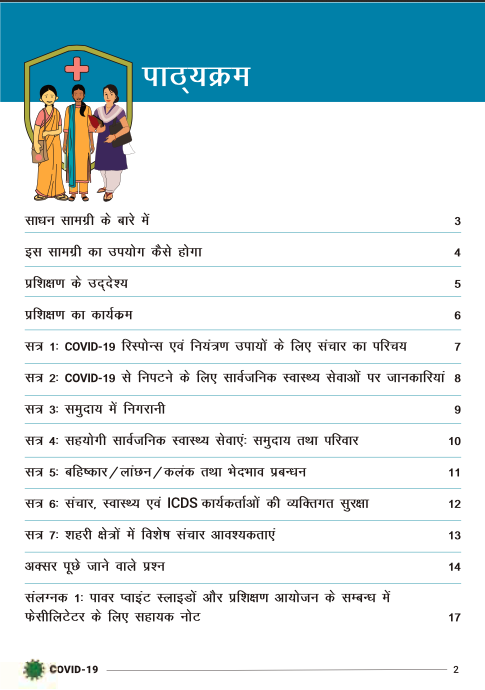 पाठ्यक्रम
साधन सामग्री के बारे में 3
इस सामग्री का उपयोग कैसे होगा 4
प्रशिक्षण के उद्देश्य 5
प्रशिक्षण का कार्यक्रम 6
सत्र 1: COVID-19 रिस्पोन्स एवं नियंत्रण उपायों के लिए संचार का परिचय 7
सत्र 2: COVID-19 से निपटने के लिए सार्वजनिक स्वास्थ्य सेवाओं पर जानकारियां 8
सत्र 3: समुदाय में निगरानी 9
सत्र 4: सहयोगी सार्वजनिक स्वास्थ्य सेवाएं: समुदाय तथा परिवार 10
सत्र 5: बहिष्कार/लांछन/कलंक तथा भेदभाव प्रबन्धन 11
सत्र 6: संचार, स्वास्थ्य एवं ICDS कार्यकर्ताओं की व्यक्तिगत सुरक्षा 12
सत्र 7: शहरी क्षेत्रों में विशेष संचार आवश्यकताएं 13
अक्सर पूछे जाने वाले प्रश्न 14
संलग्नक 1: पावर प्वाइंट स्लाइडों और प्रशिक्षण आयोजन के सम्बन्ध में
फेसीलिटेटर के लिए सहायक नोट 17
COVID-19 2